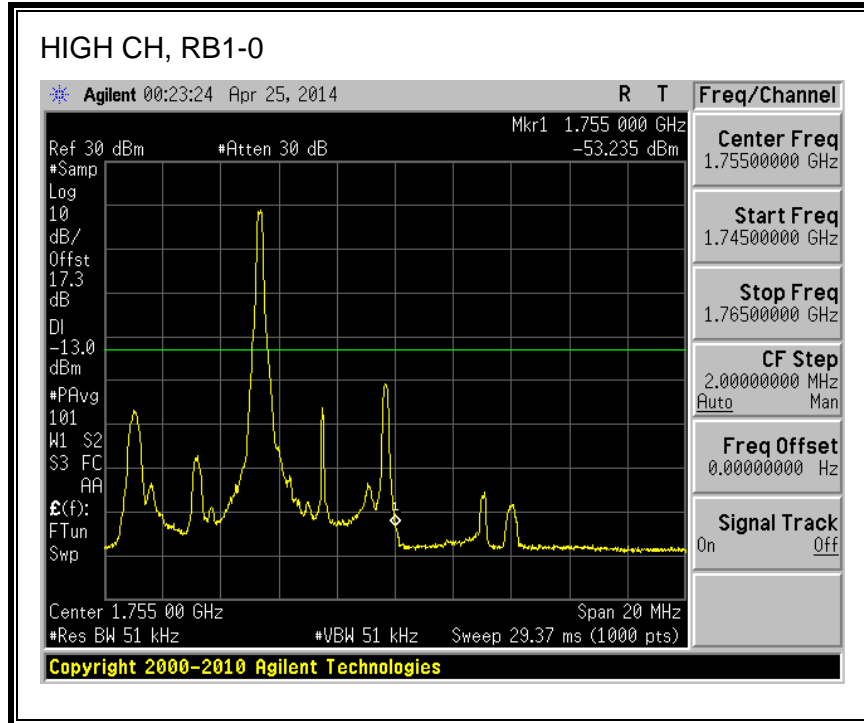 HIGH CH, RB1-0
Agilent 00:23:24 Apr 25, 2014 R T
Mkr1 1.755 000 GHz
Ref 30 dBm #Atten 30 dB -53.235 dBm
#Samp
Log
10
dB/
Offst
17.3
dB
DI
-13.0
dBm
#PAvg
101
W1 S2
S3 FC
AA
£(f):
FTun
Swp
1
Center 1.755 00 GHz Span 20 MHz
#Res BW 51 kHz #VBW 51 kHz Sweep 29.37 ms (1000 pts)
Copyright 2000-2010 Agilent Technologies
Freq/Channel
Center Freq
1.75500000 GHz
Start Freq
1.74500000 GHz
Stop Freq
1.76500000 GHz
CF Step
2.00000000 MHz
Auto Man
Freq Offset
0.00000000 Hz
Signal Track
On Off